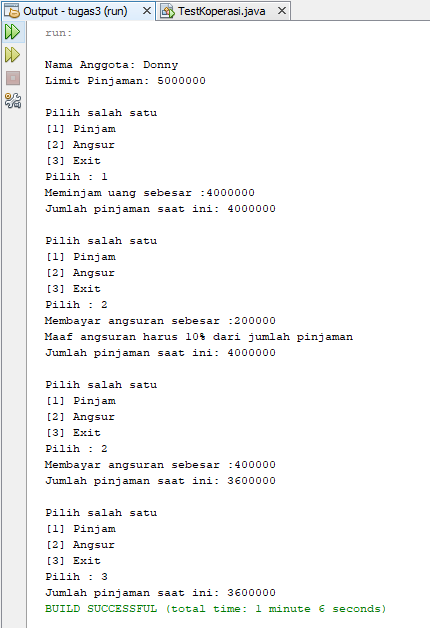 Output - tugas3 (run)
TestKoperasi.java
run:
Nama Anggota: Donny
Limit Pinjaman: 5000000
Pilih salah satu
[1] Pinjam
[2] Angsur
[3] Exit
Pilih : 1
Meminjam uang sebesar :4000000
Jumlah pinjaman saat ini: 4000000
Pilih salah satu
[1] Pinjam
[2] Angsur
[3] Exit
Pilih : 2
Membayar angsuran sebesar :200000
Maaf angsuran harus 10% dari jumlah pinjaman
Jumlah pinjaman saat ini: 4000000
Pilih salah satu
[1] Pinjam
[2] Angsur
[3] Exit
Pilih : 2
Membayar angsuran sebesar :400000
Jumlah pinjaman saat ini: 3600000
Pilih salah satu
[1] Pinjam
[2] Angsur
[3] Exit
Pilih : 3
Jumlah pinjaman saat ini: 3600000
BUILD SUCCESSFUL (total time: 1 minute 6 seconds)